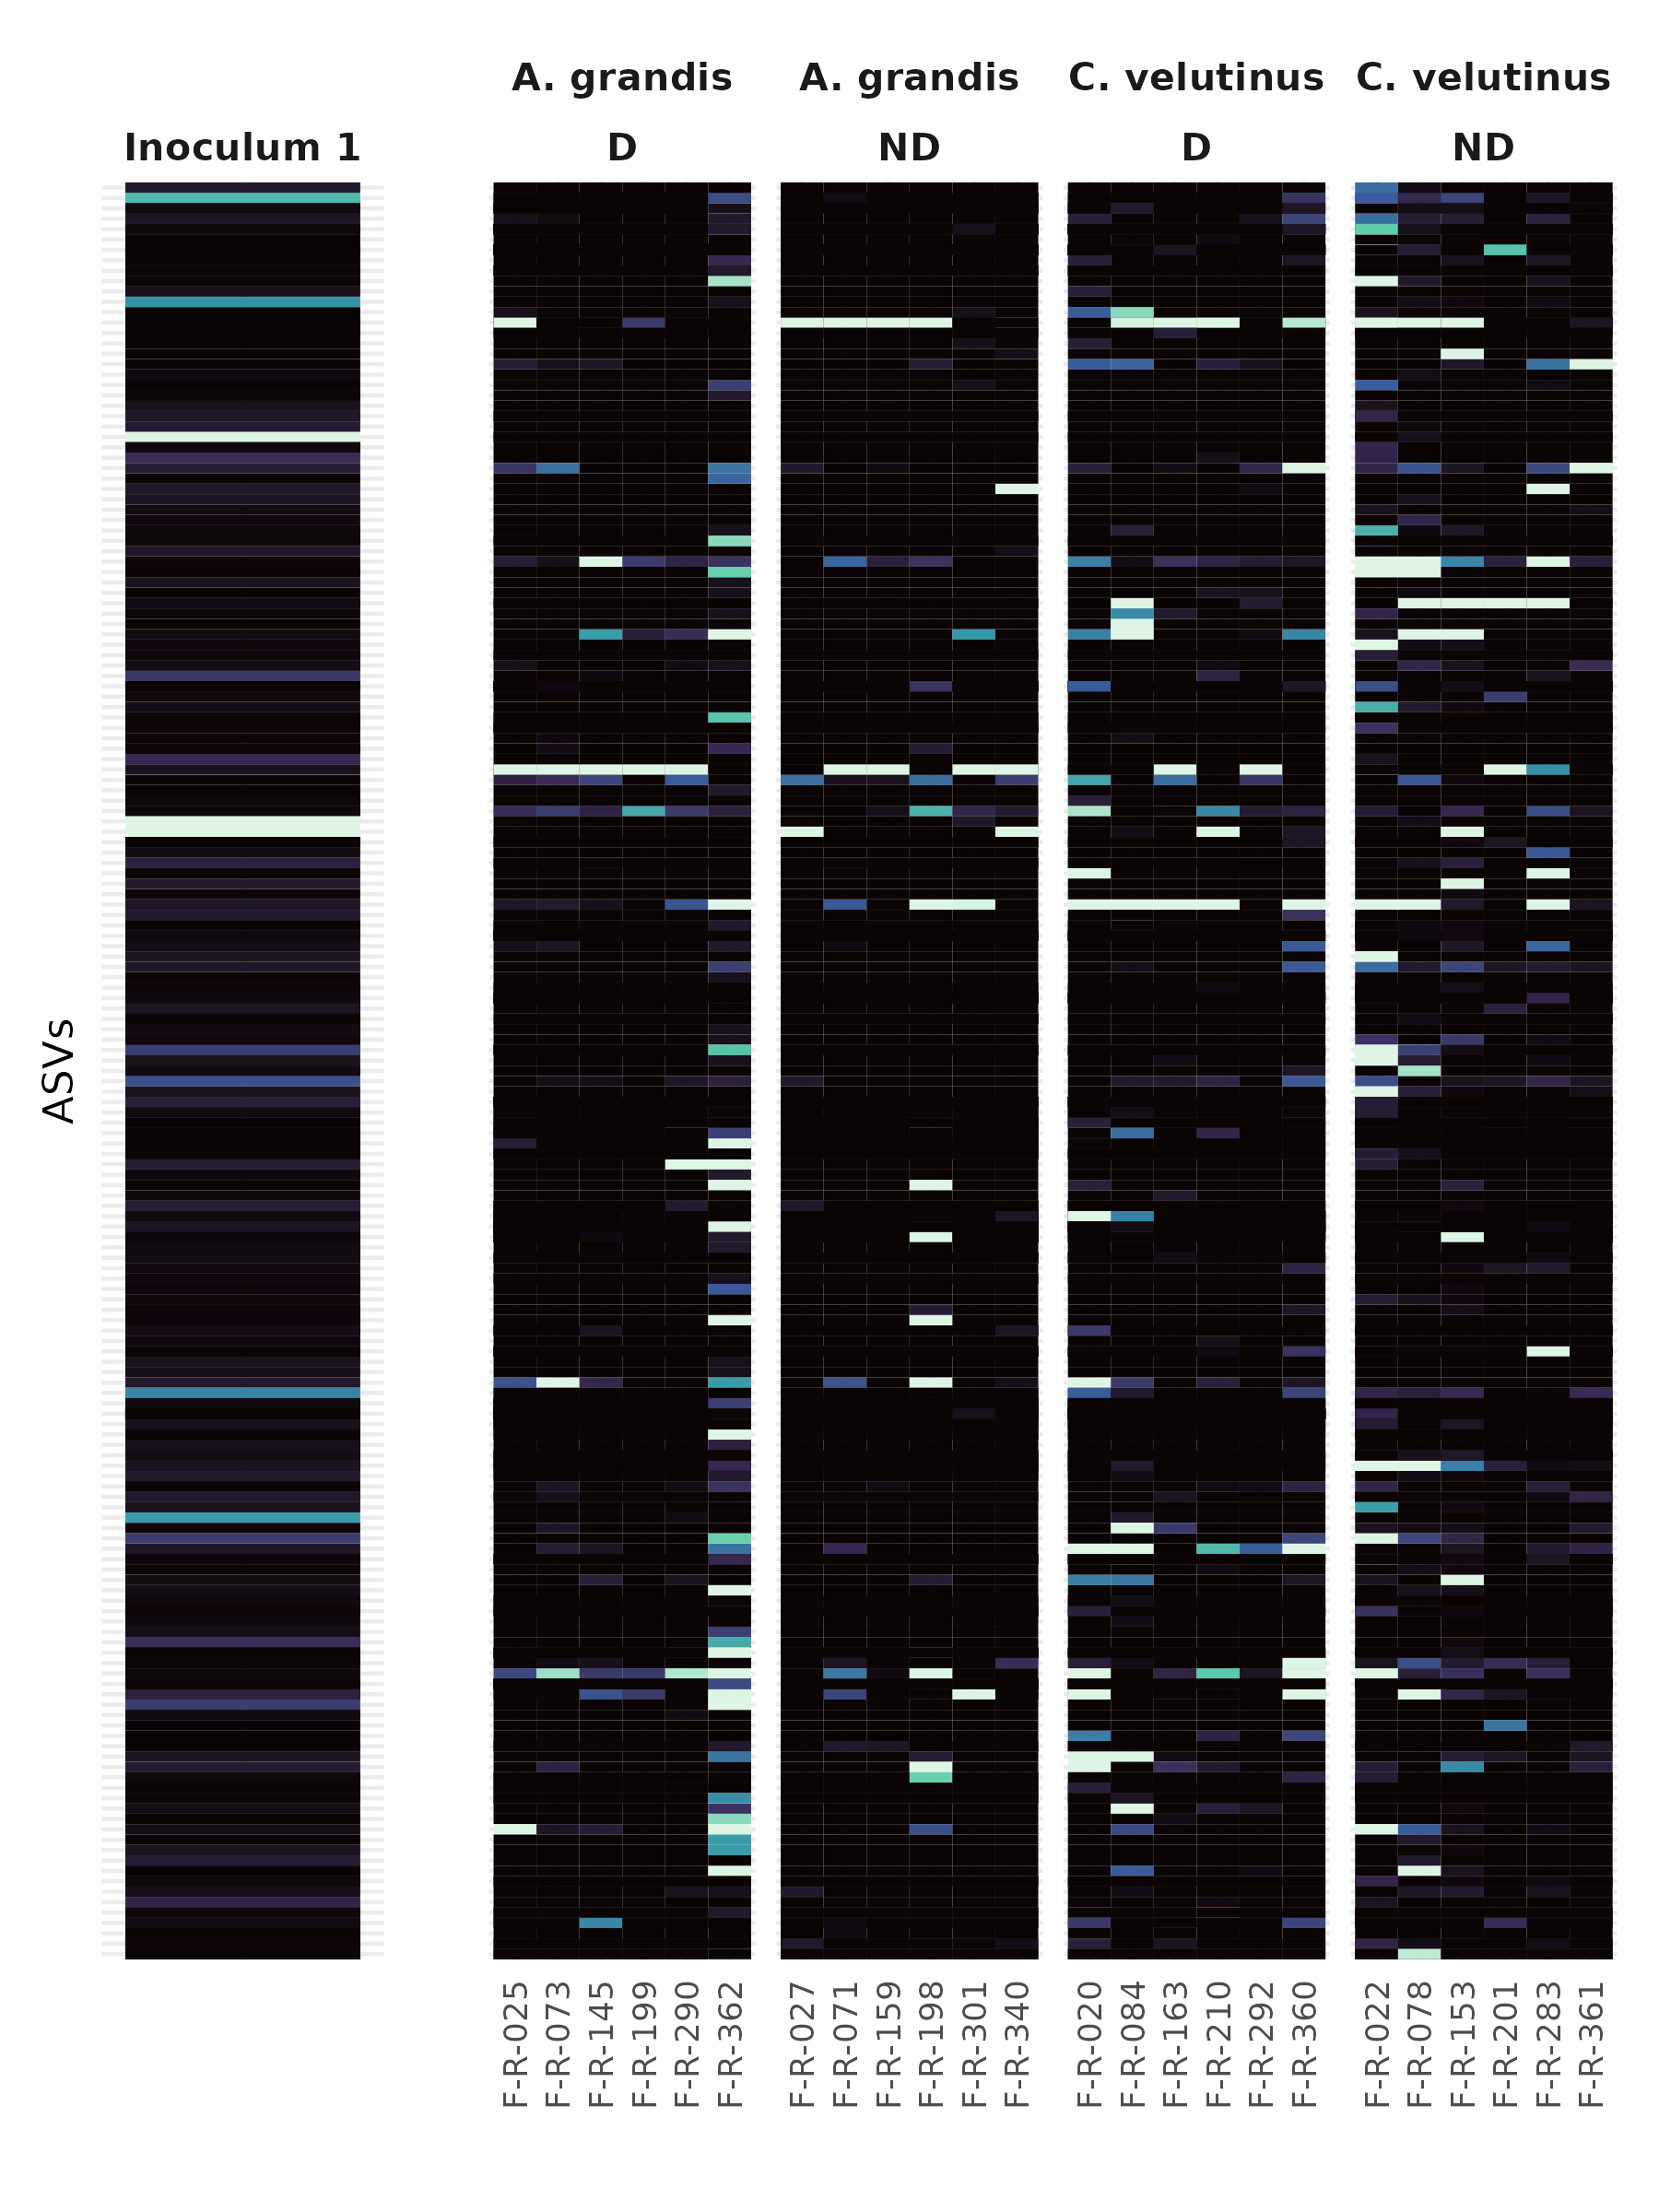 A. grandis A. grandis C. velutinus C. velutinus
Inoculum 1 D ND D ND
ASVs
F-R-025 F-R-073 F-R-145 F-R-199 F-R-290 F-R-362 F-R-027 F-R-071 F-R-159 F-R-198 F-R-301 F-R-340 F-R-020 F-R-084 F-R-163 F-R-210 F-R-292 F-R-360 F-R-022 F-R-078 F-R-153 F-R-201 F-R-283 F-R-361